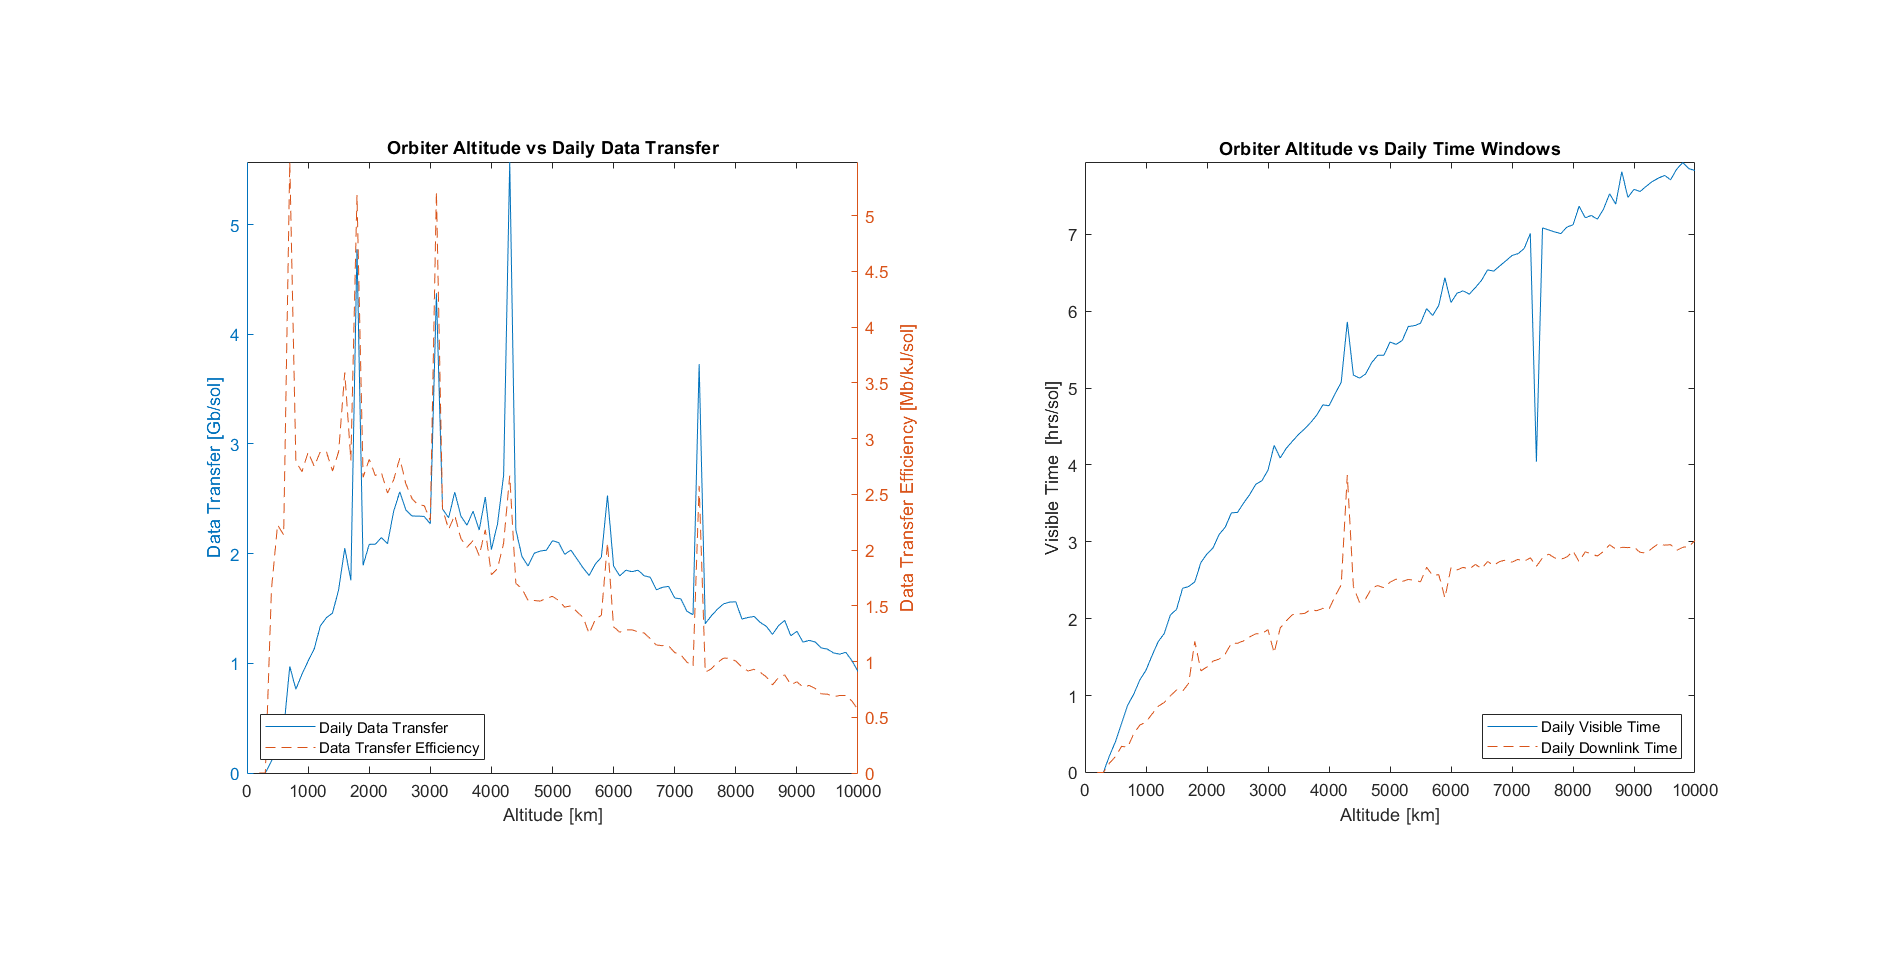 Orbiter Altitude vs Daily Data Transfer
Data Transfer [Gb/sol]
5
4
3
2
1
0
5
4.5
4
3.5
3
2.5
2
1.5
1
0.5
0
Data Transfer Efficiency [Mb/kJ/sol]
Daily Data Transfer
Data Transfer Efficiency
0 1000 2000 3000 4000 5000 6000 7000 8000 9000 10000
Altitude [km]
Orbiter Altitude vs Daily Time Windows
Visible Time [hrs/sol]
7
6
5
4
3
2
1
0
Daily Visible Time
Daily Downlink Time
0 1000 2000 3000 4000 5000 6000 7000 8000 9000 10000
Altitude [km]